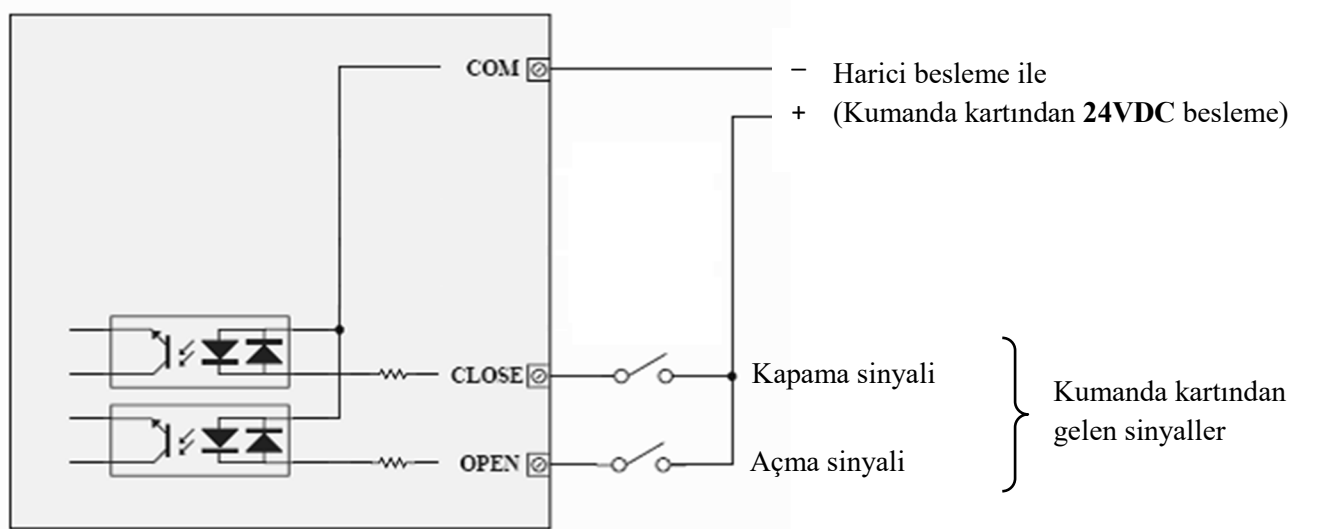 COM
– Harici besleme ile
+ (Kumanda kartından 24VDC besleme)
CLOSE
Kapama sinyali
Kumanda kartından
gelen sinyaller
OPEN
Açma sinyali